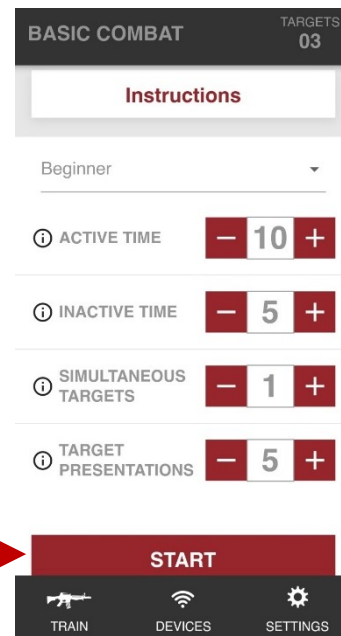 BASIC COMBAT
TARGETS
03
Instructions
Beginner
ACTIVE TIME
− 10 +
INACTIVE TIME
− 5 +
SIMULTANEOUS
TARGETS
− 1 +
TARGET
PRESENTATIONS
− 5 +
START
TRAIN
DEVICES
SETTINGS